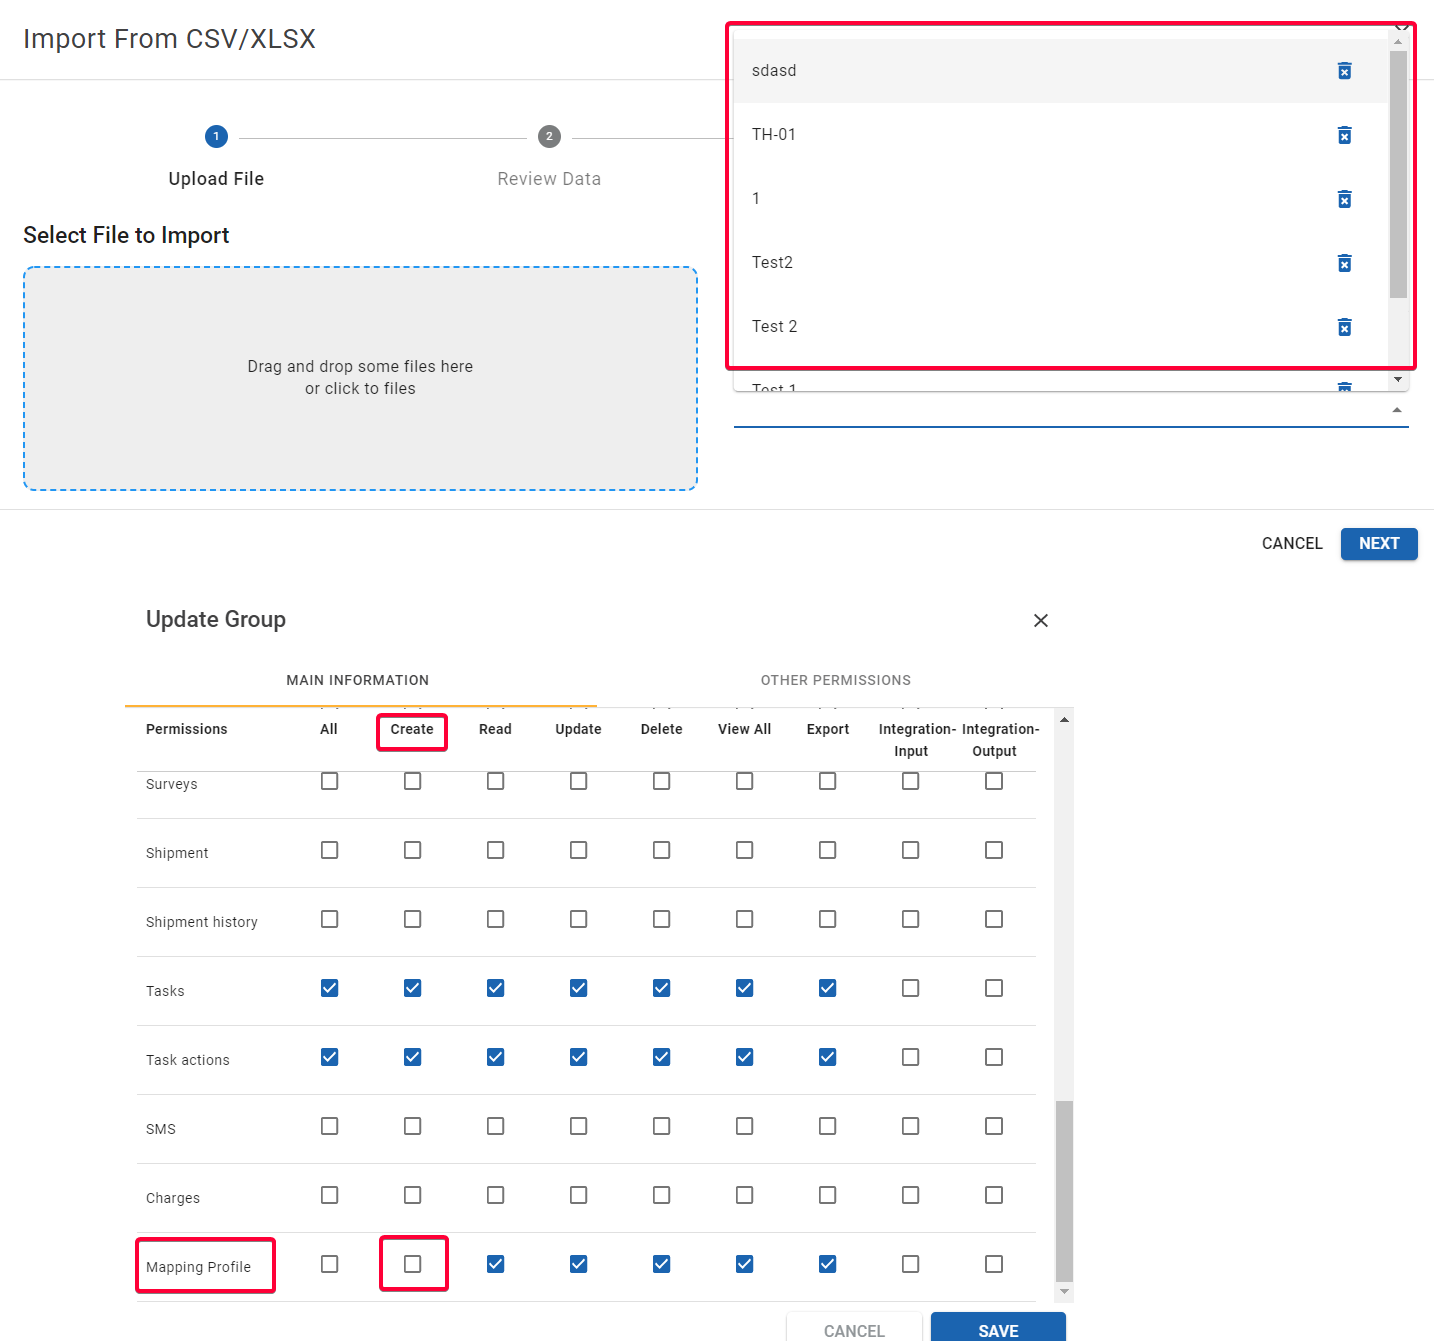 Import From CSV/XLSX
sdasd
TH-01
1
Test2
Test 2
Test 1
1
2
Upload File
Review Data
Select File to Import
Drag and drop some files here
or click to files
CANCEL
NEXT
Update Group
MAIN INFORMATION
OTHER PERMISSIONS
Permissions All Create Read Update Delete View All Export Integration-Input Integration-Output
Surveys
Shipment
Shipment history
Tasks
Task actions
SMS
Charges
Mapping Profile
CANCEL
SAVE